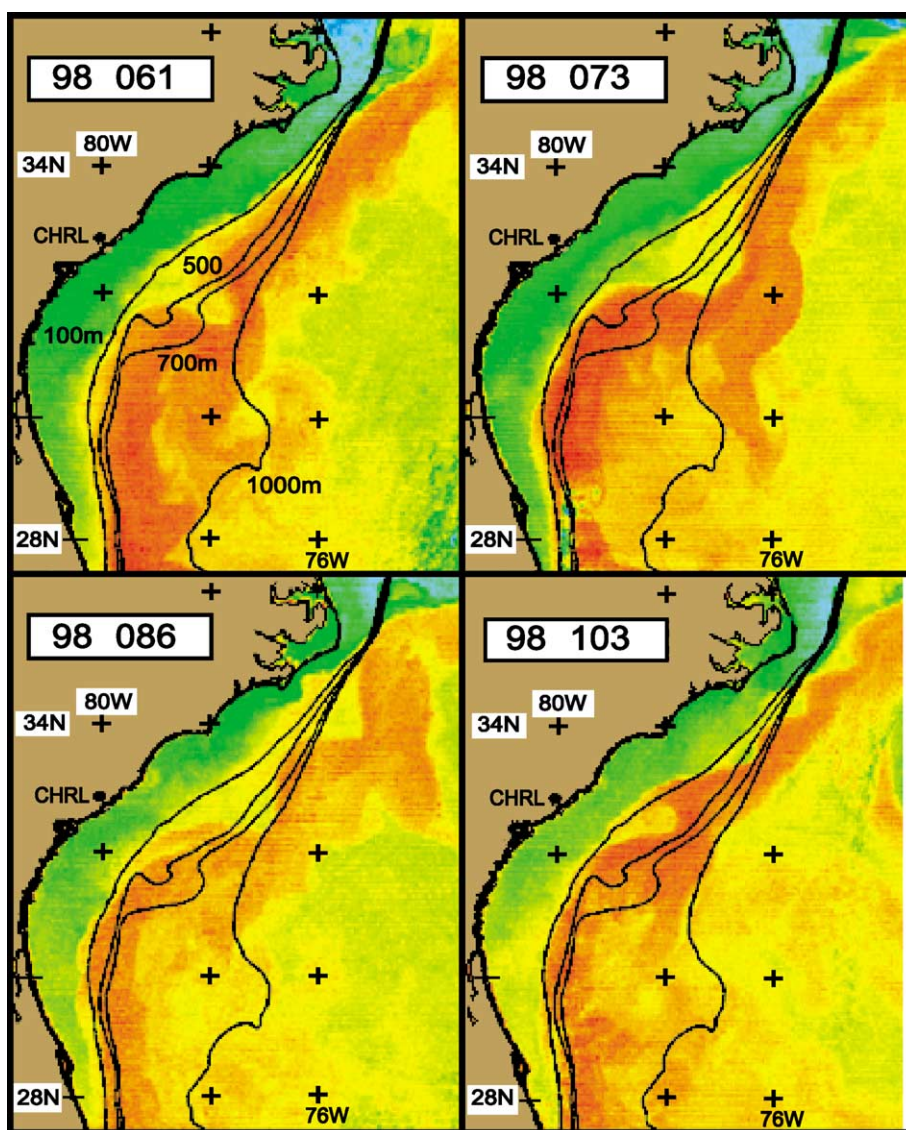 98 061
80W
34N
CHRL
500
100m
700m
1000m
28N
76W
98 073
80W
34N
CHRL
28N
76W
98 086
80W
34N
CHRL
28N
76W
98 103
80W
34N
CHRL
28N
76W